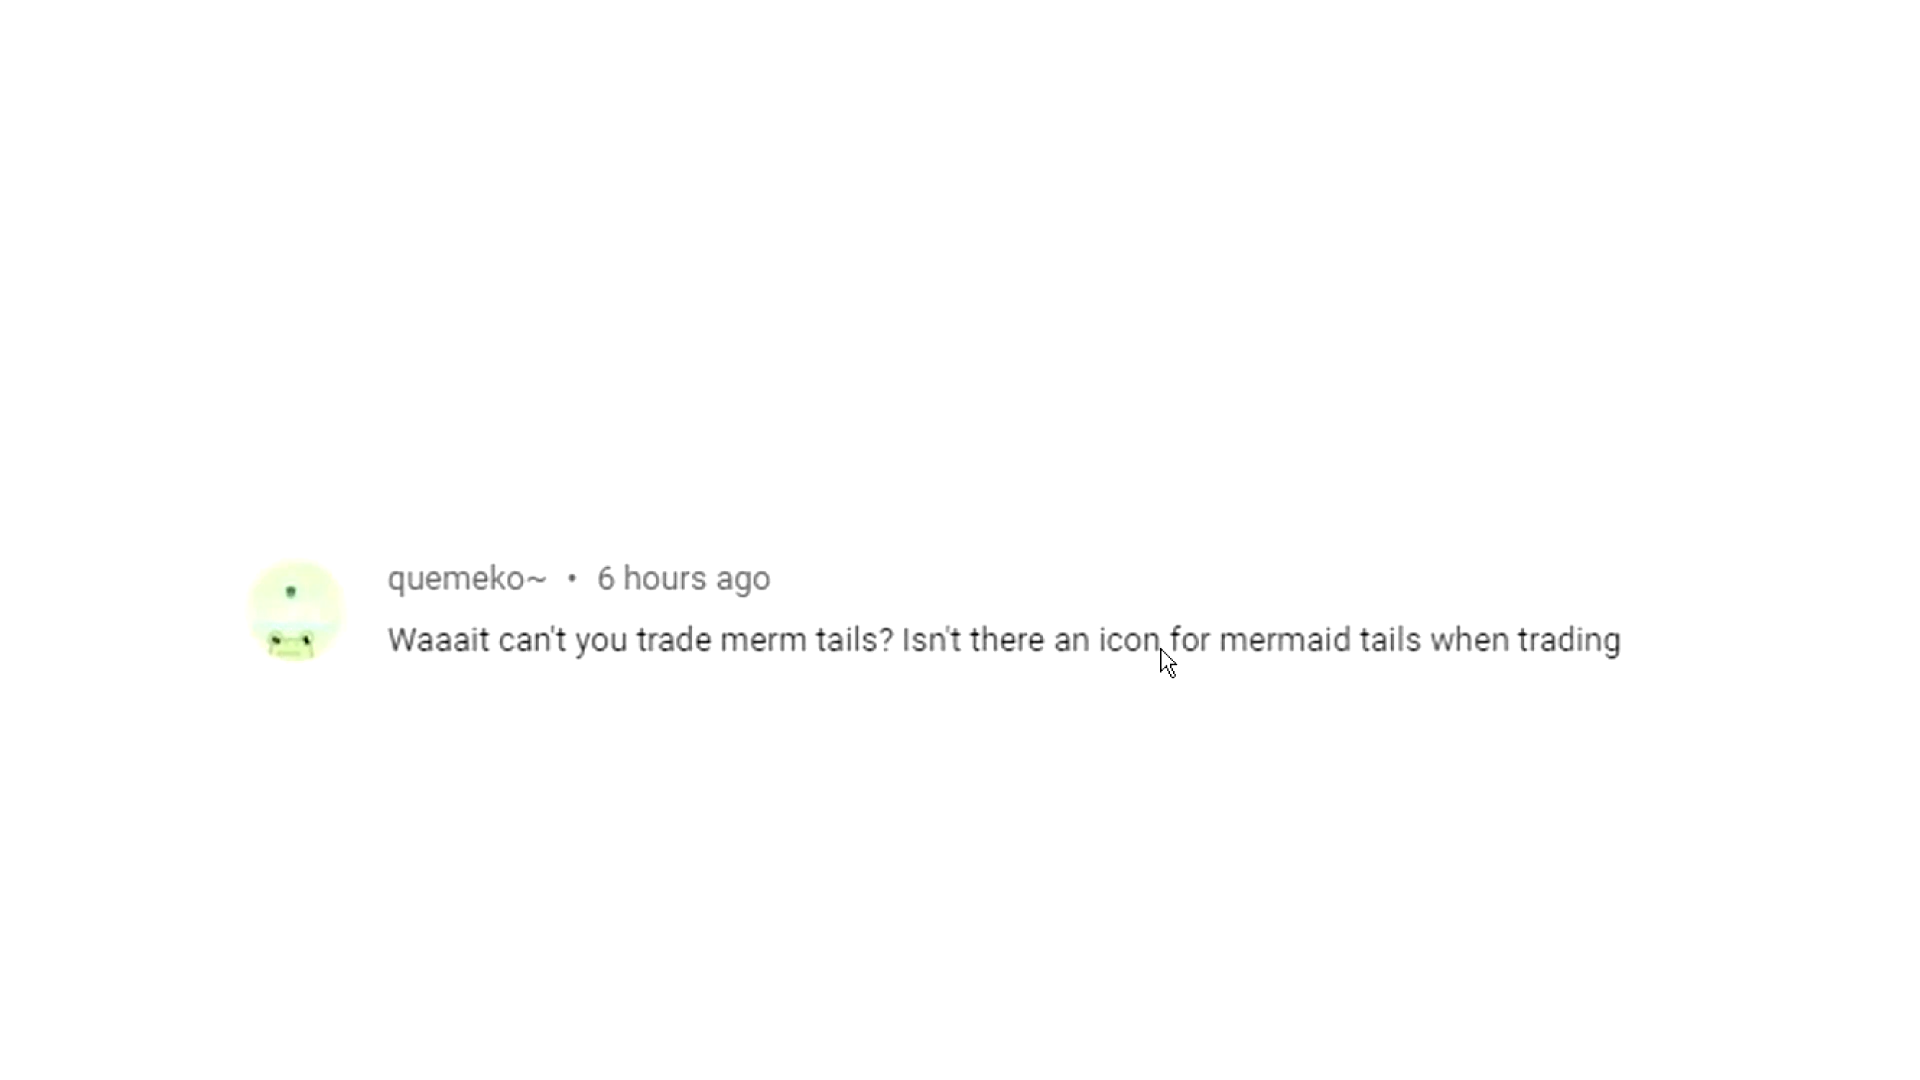 quemeko~ • 6 hours ago
Waaait can't you trade merm tails? Isn't there an icon for mermaid tails when trading